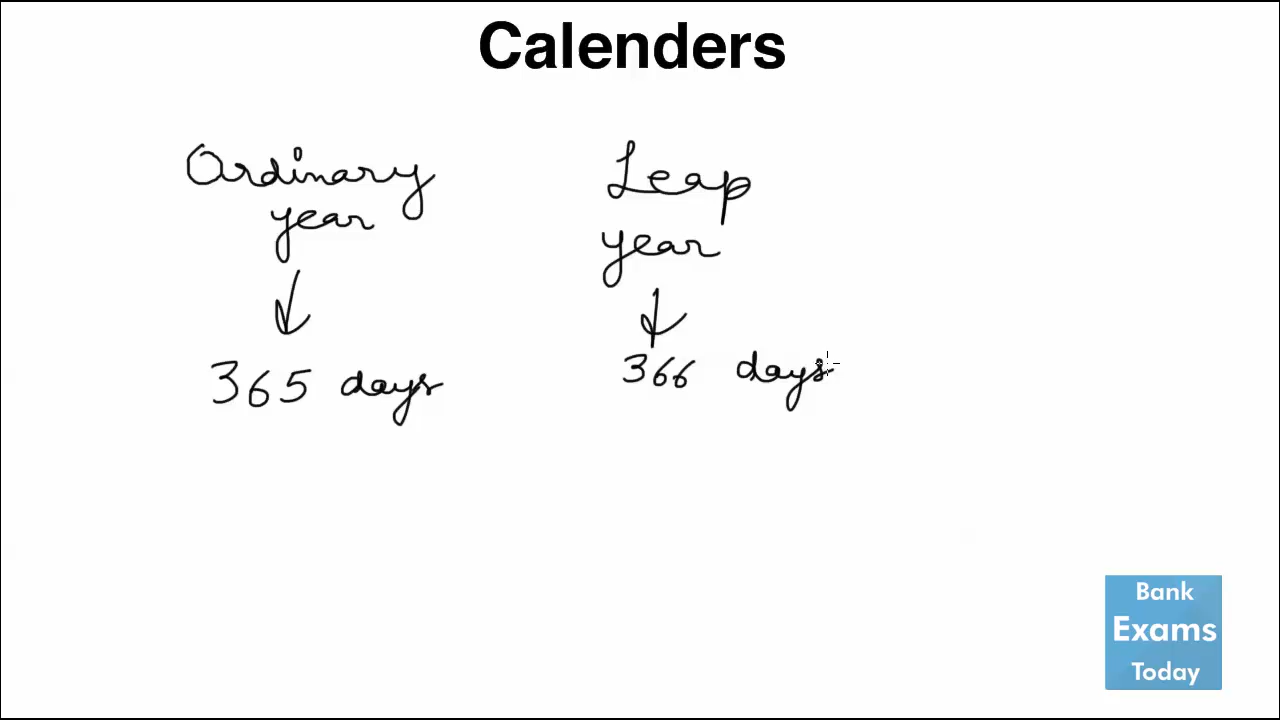 Calenders
Ordinary
year
365 days
Leap
year
366 days
Bank
Exams
Today